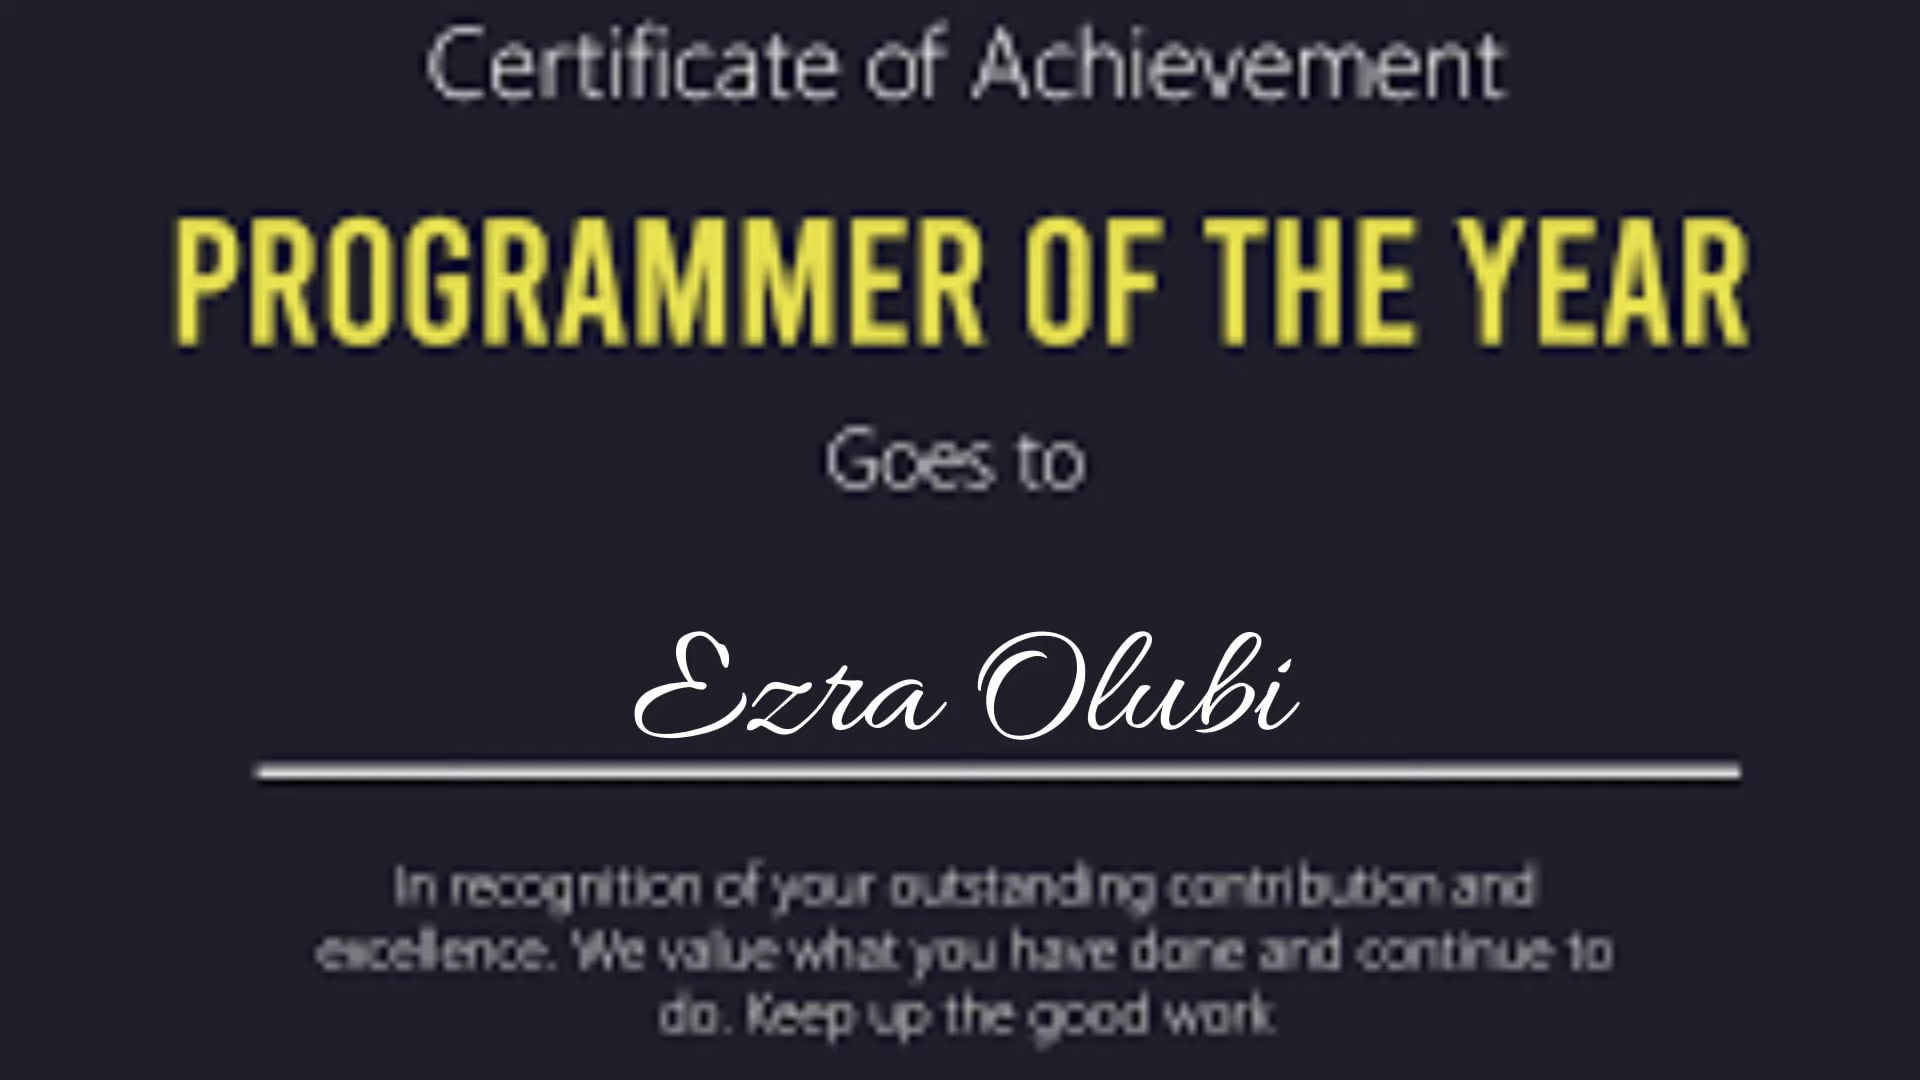 Certificate of Achievement
PROGRAMMER OF THE YEAR
Goes to
Ezra Olubi
In recognition of your outstanding contribution and
excellence. We value what you have done and continue to
do. Keep up the good work